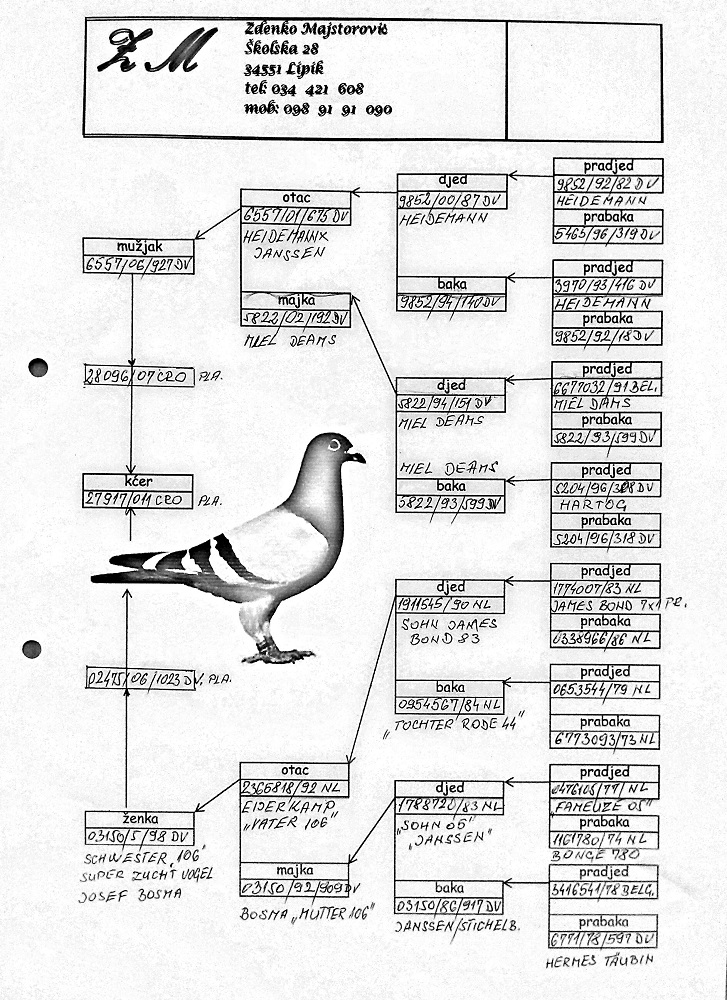 Z M
Zdenko Majstorović
Školska 28
34551 Lipik
tel: 034 421 608
mob: 098 91 91 090
mužjak
6557/06/927 DV
28096/07 CRO PLA.
kćer
27917/011 CRO PLA.
02475/06/1023 DV. PLA.
ženka
03150/5/98 DV
SCHWESTER „106"
SUPER ZUCHT VOGEL
JOSEF BOSMA
otac
6557/01/675 DV
HEIDEMANN X
JANSSEN
majka
5822/02/192 DV
MIEL DEAMS
otac
2365818/92 NL
EIJERKAMP
„VATER 106"
majka
03150/92/909 DV
BOSMA „MUTTER 106"
djed
9852/00/87 DV
HEIDEMANN
baka
9852/94/140 DV
djed
5822/94/151 DV
MIEL DEAMS
MIEL DEAMS
baka
5822/93/599 DV
djed
1911545/90 NL
SOHN JAMES
BOND 83
baka
0954567/84 NL
„TOCHTER RODE 44"
djed
1788720/83 NL
„SOHN 05"
„JANSSEN"
baka
03150/86/917 DV
JANSSEN/STICHELB.
pradjed
9852/92/82 DV
HEIDEMANN
prabaka
5465/96/319 DV
pradjed
3970/93/416 DV
HEIDEMANN
prabaka
9852/92/18 DV
pradjed
6677032/91 BEL.
MIEL DAMS
prabaka
5822/93/599 DV
pradjed
5204/96/308 DV
HARTOG
prabaka
5204/96/318 DV
pradjed
1774007/83 NL
JAMES BOND 7x1 PR.
prabaka
0338966/86 NL
pradjed
0653544/79 NL
prabaka
6773093/73 NL
pradjed
0476105/77/ NL
„FAMEUZE 05"
prabaka
1161780/74 NL
BONGE 780
pradjed
3416541/78 BELG.
prabaka
6771/78/597 DV
HERMES TÄUBIN